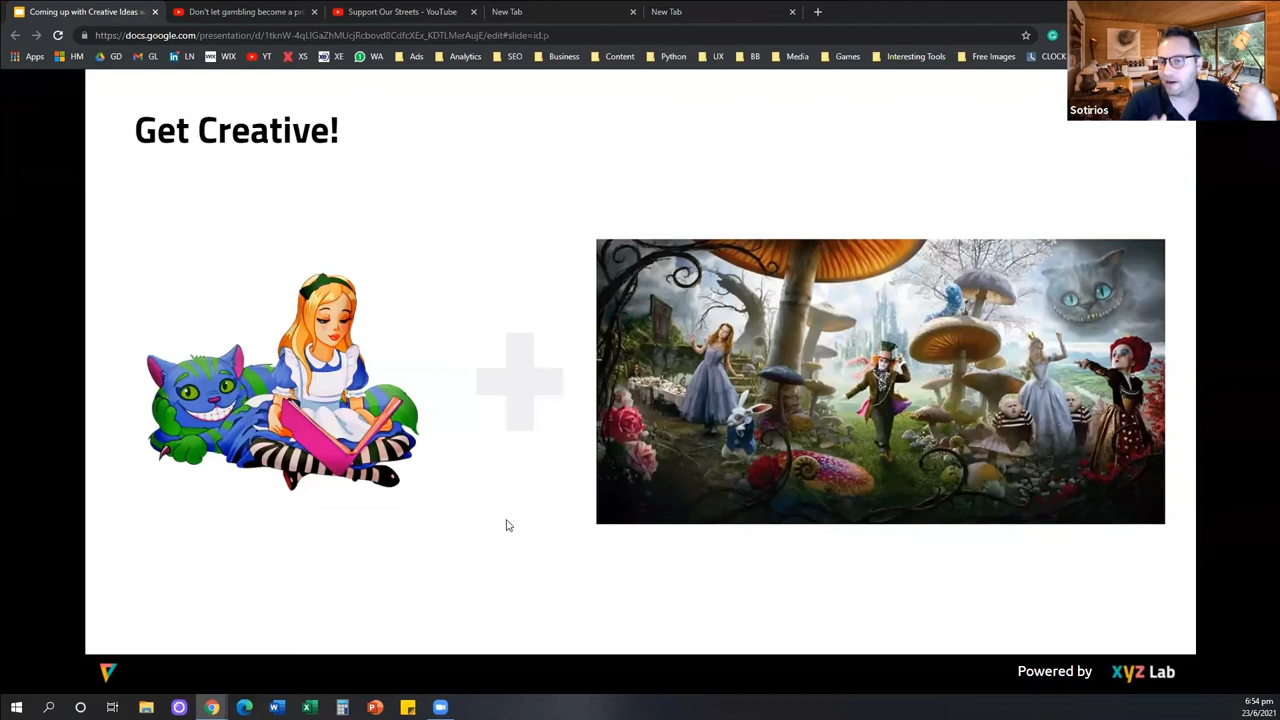 Coming up with Creative Ideas w
Don't let gambling become a pr
Support Our Streets - YouTube
New Tab
New Tab
https://docs.google.com/presentation/d/1tknW-4qLIGaZhMUcjRcbovd8CdfcXEx_KDTLMerAujE/edit#slide=id.p
Apps
HM
GD
GL
LN
WIX
YT
XS
XE
WA
Ads
Analytics
SEO
Business
Content
Python
UX
BB
Media
Games
Interesting Tools
Free Images
CLOCK
Sotirios
Get Creative!
Powered by XYZ Lab
6:54 pm
23/6/2021